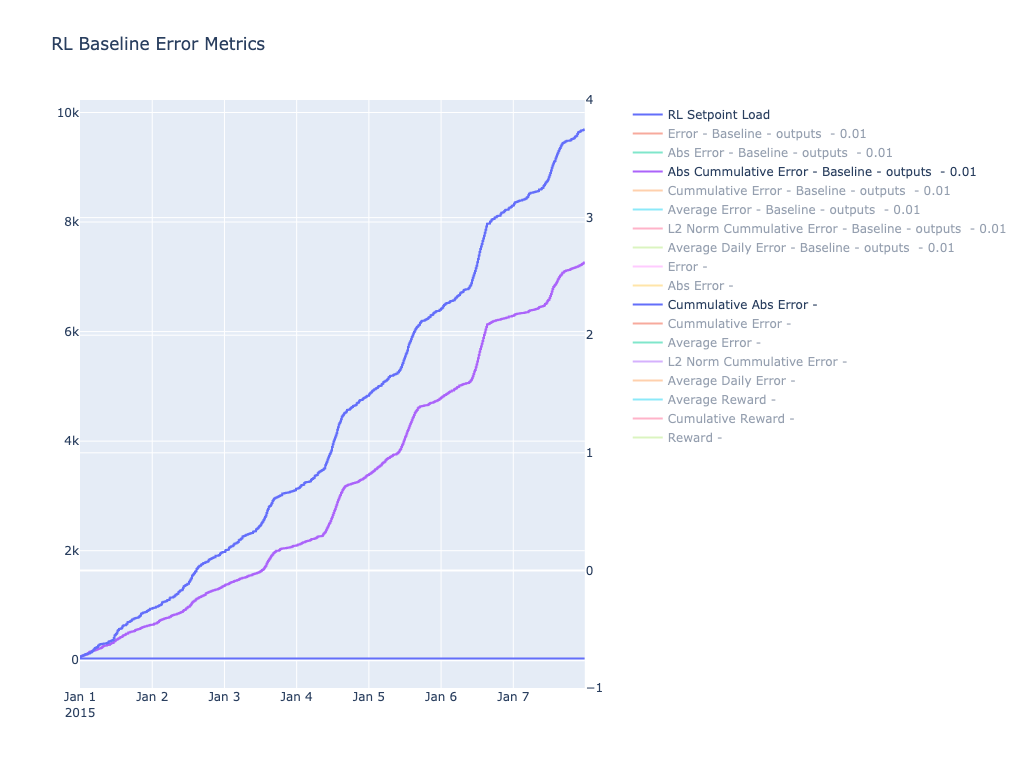 RL Baseline Error Metrics
10k
8k
6k
4k
2k
0
4
3
2
1
0
−1
Jan 1
2015
Jan 2
Jan 3
Jan 4
Jan 5
Jan 6
Jan 7
RL Setpoint Load
Error - Baseline - outputs  - 0.01
Abs Error - Baseline - outputs  - 0.01
Abs Cummulative Error - Baseline - outputs  - 0.01
Cummulative Error - Baseline - outputs  - 0.01
Average Error - Baseline - outputs  - 0.01
L2 Norm Cummulative Error - Baseline - outputs  - 0.01
Average Daily Error - Baseline - outputs  - 0.01
Error -
Abs Error -
Cummulative Abs Error -
Cummulative Error -
Average Error -
L2 Norm Cummulative Error -
Average Daily Error -
Average Reward -
Cumulative Reward -
Reward -